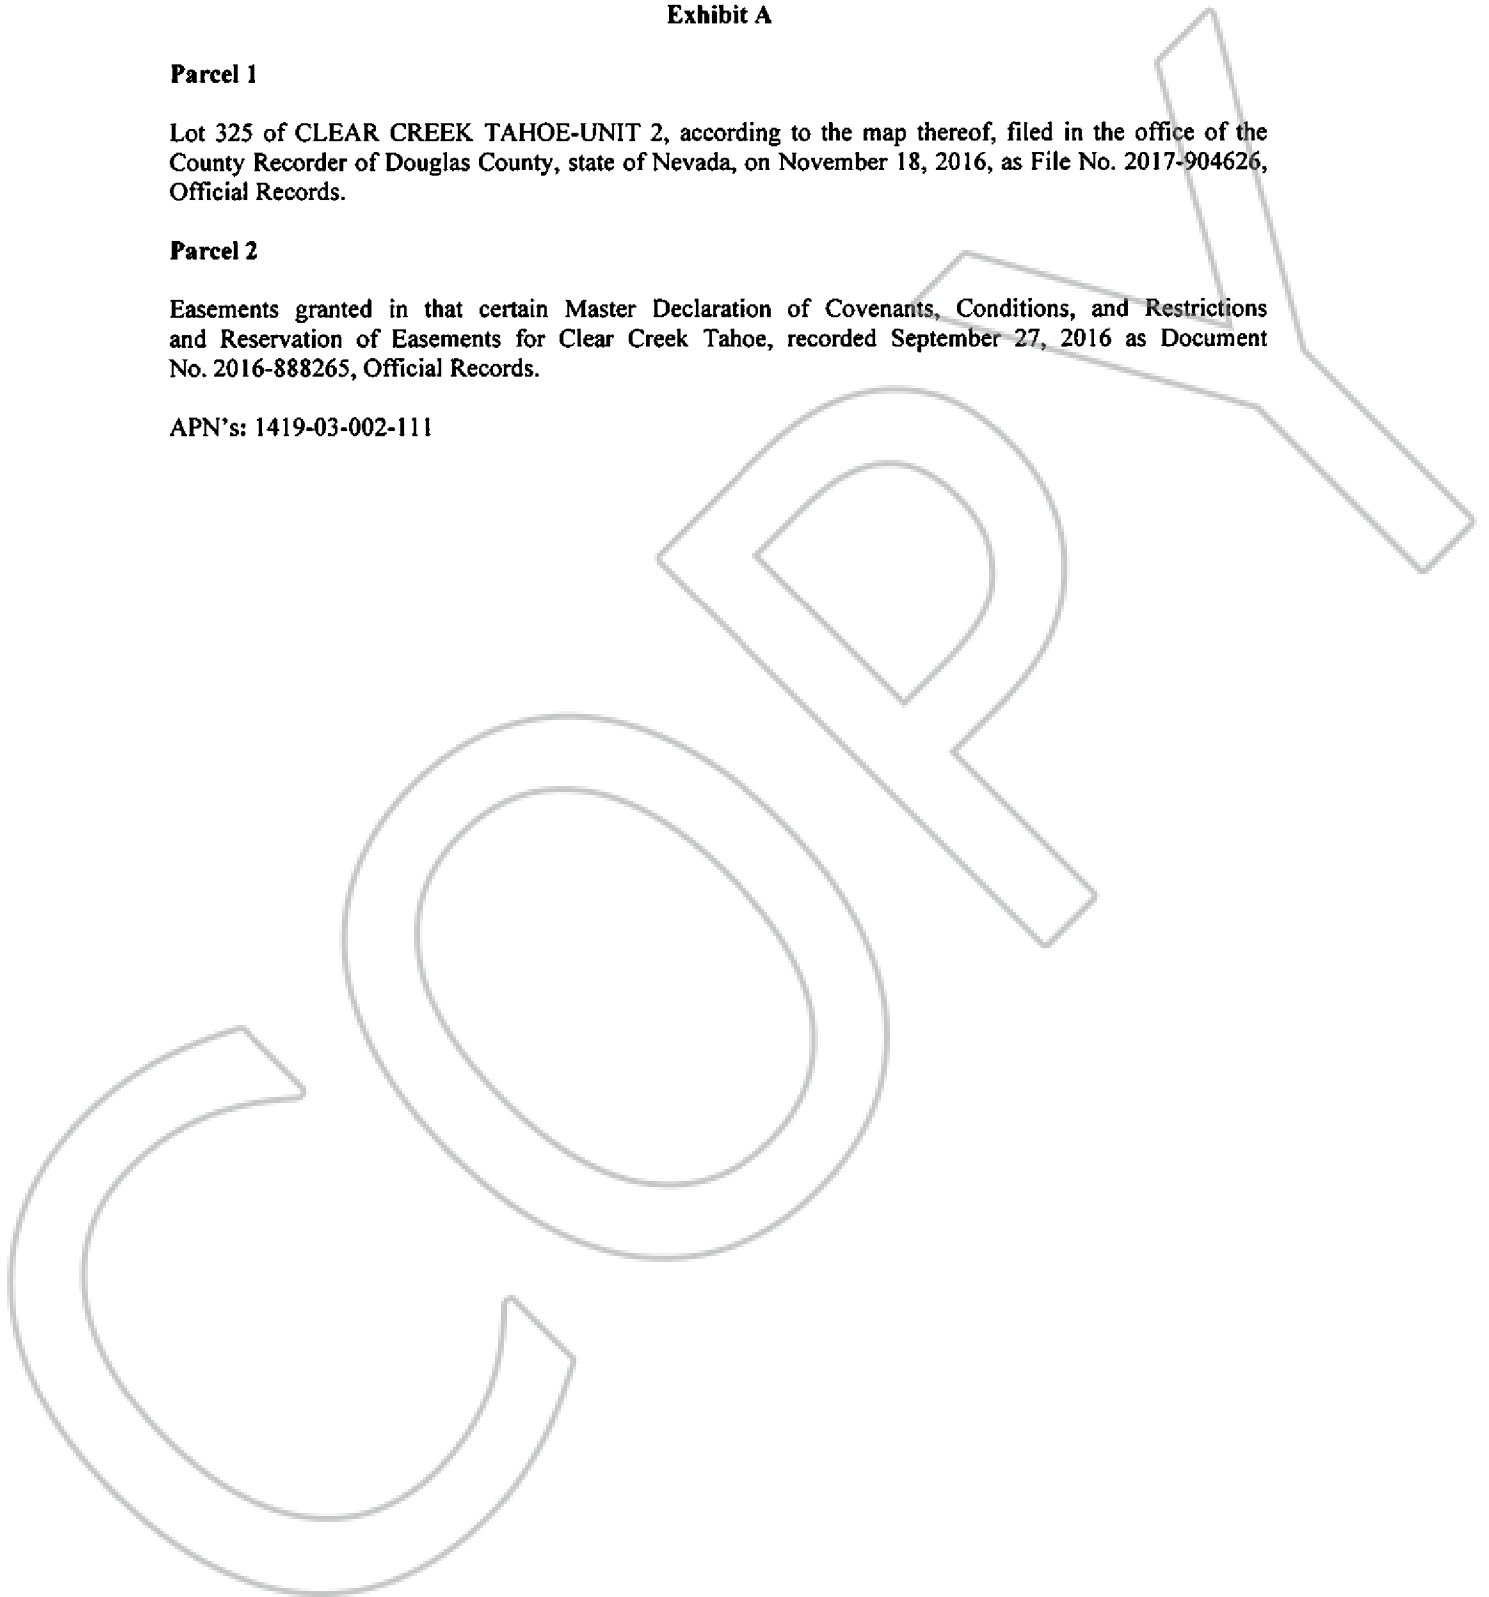 Exhibit A
Parcel 1
Lot 325 of CLEAR CREEK TAHOE-UNIT 2, according to the map thereof, filed in the office of the
County Recorder of Douglas County, state of Nevada, on November 18, 2016, as File No. 2017-904626,
Official Records.
Parcel 2
Easements granted in that certain Master Declaration of Covenants, Conditions, and Restrictions
and Reservation of Easements for Clear Creek Tahoe, recorded September 27, 2016 as Document
No. 2016-888265, Official Records.
APN's: 1419-03-002-111
COPY